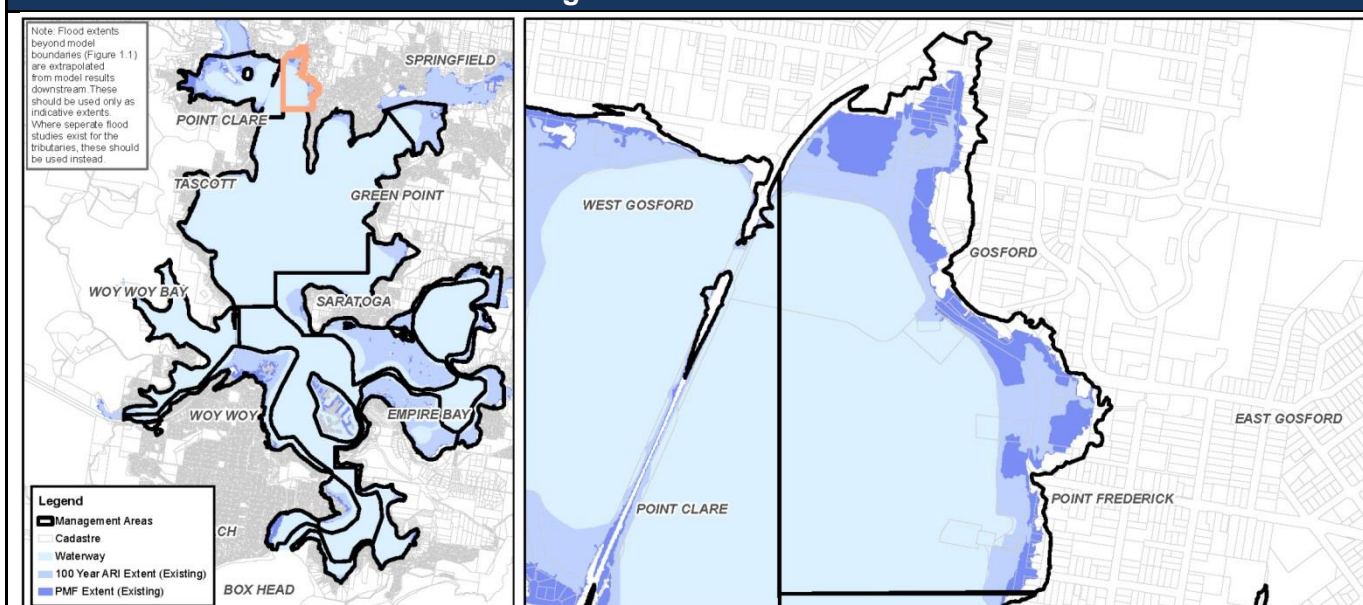 Note: Flood extents
beyond model
boundaries (Figure 1.1)
are extrapolated
from model results
downstream.These
should be used only as
indicative extents.
Where seperate flood
studies exist for the
tributaries, these should
be used instead.
SPRINGFIELD
POINT CLARE
TASCOTT
GREEN POINT
WOY WOY BAY
SARATOGA
WOY WOY
EMPIRE BAY
CH
BOX HEAD
Legend
Management Areas
Cadastre
Waterway
100 Year ARI Extent (Existing)
PMF Extent (Existing)
WEST GOSFORD
GOSFORD
EAST GOSFORD
POINT CLARE
POINT FREDERICK